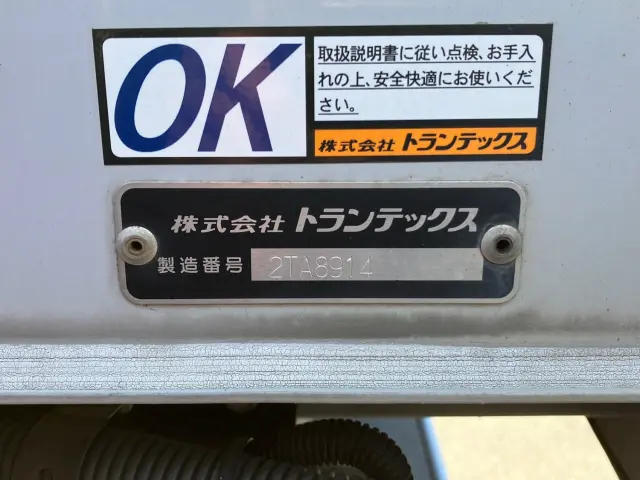 OK
取扱説明書に従い点検、お手入
れの上、安全快適にお使いくだ
さい。
株式会社 トランテックス
株式会社 トランテックス
製造番号 2TA8914